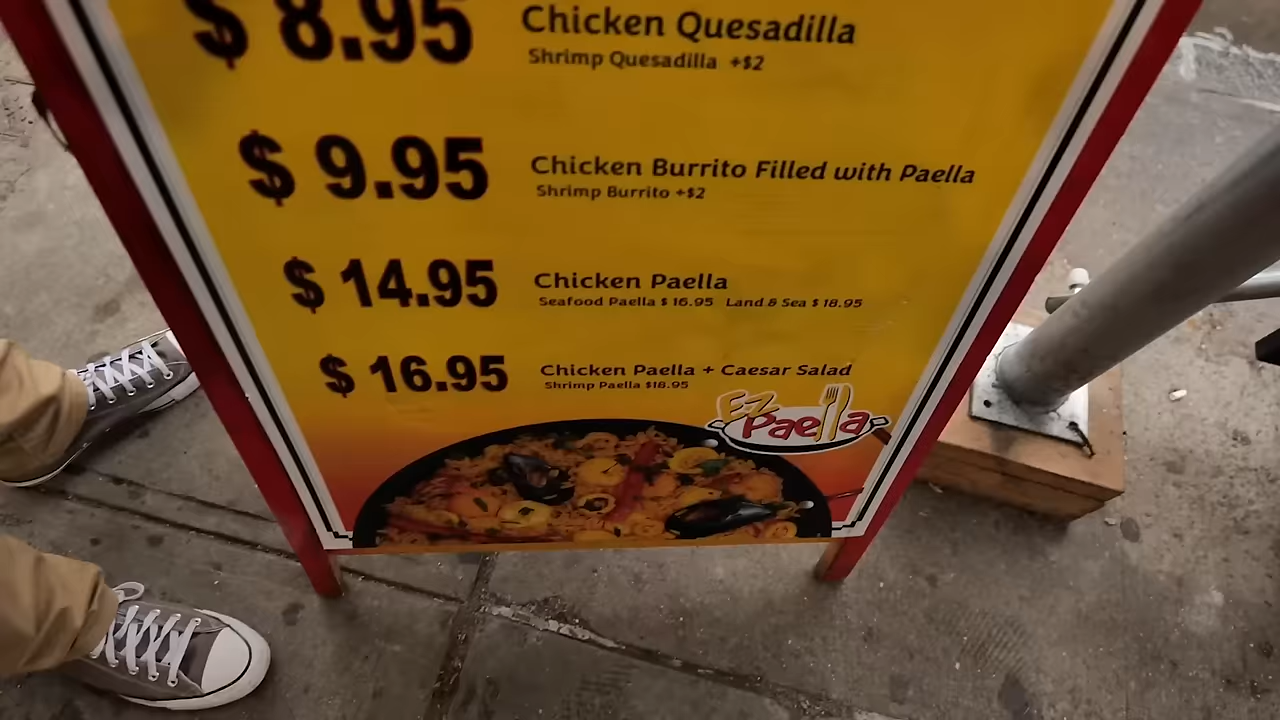 $ 8.95 Chicken Quesadilla
Shrimp Quesadilla +$2
$ 9.95 Chicken Burrito Filled with Paella
Shrimp Burrito +$2
$ 14.95 Chicken Paella
Seafood Paella $ 16.95 Land & Sea $ 18.95
$ 16.95 Chicken Paella + Caesar Salad
Shrimp Paella $18.95
EZ
Paella